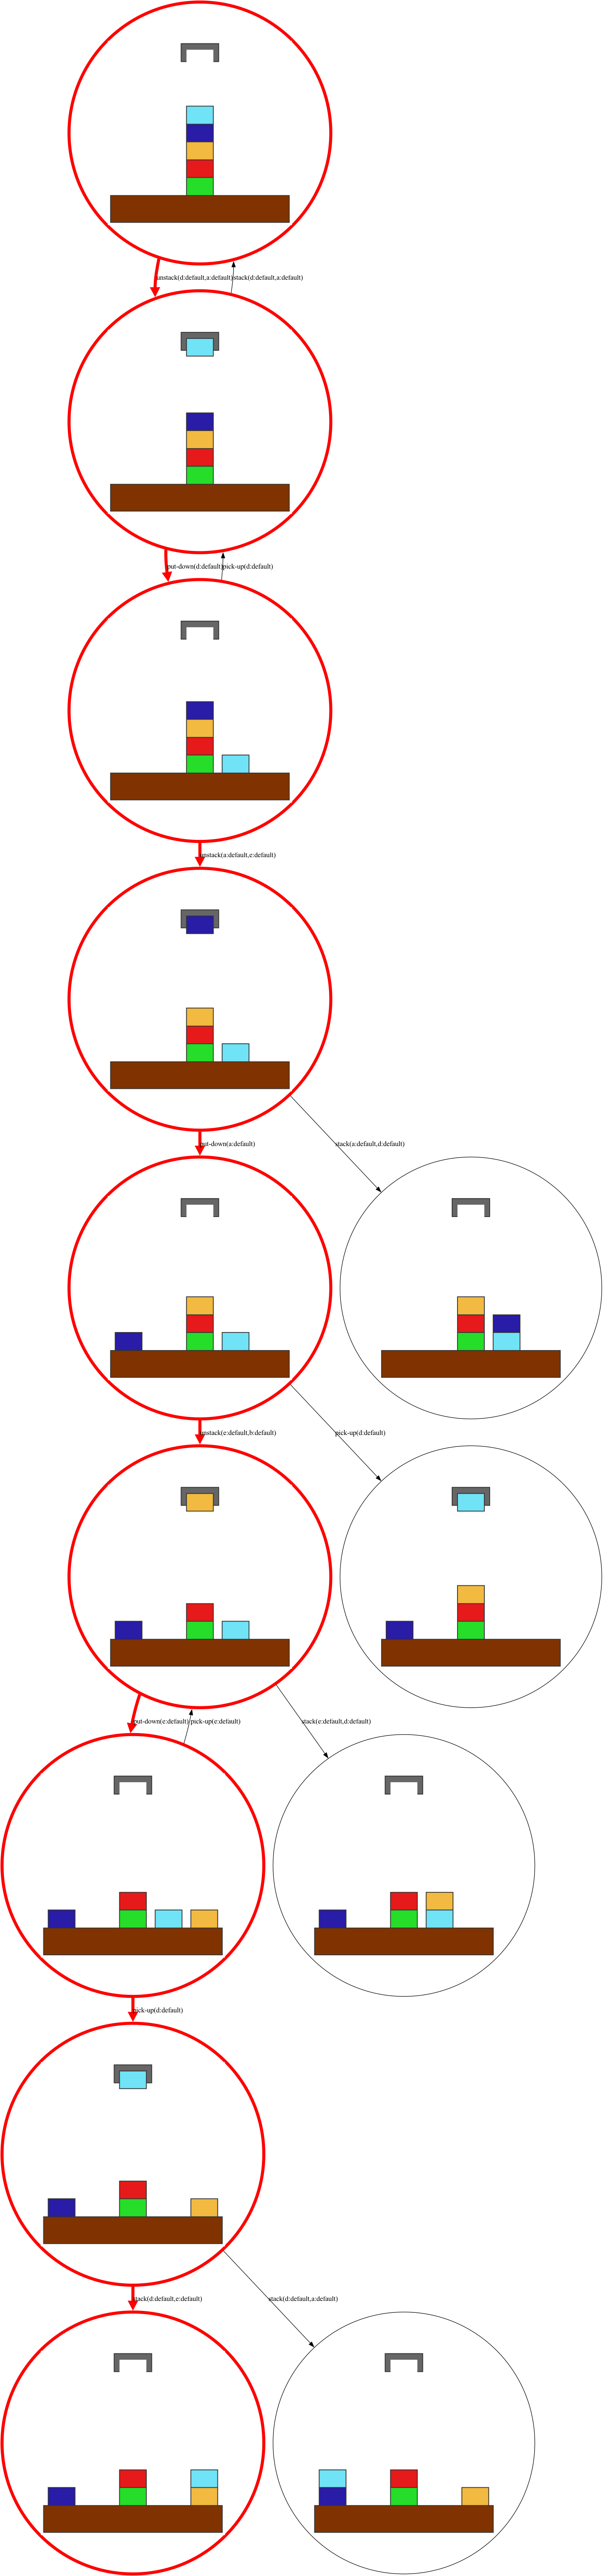 unstack(d:default,a:default)
stack(d:default,a:default)
put-down(d:default)
pick-up(d:default)
unstack(a:default,e:default)
put-down(a:default)
stack(a:default,d:default)
unstack(e:default,b:default)
pick-up(d:default)
put-down(e:default)
pick-up(e:default)
stack(e:default,d:default)
pick-up(d:default)
stack(d:default,e:default)
stack(d:default,a:default)